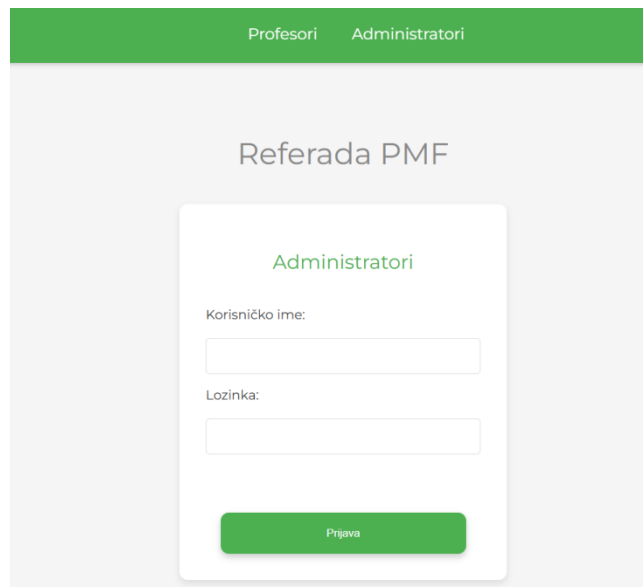 Profesori Administratori
Referada PMF
Administratori
Korisničko ime:
Lozinka:
Prijava